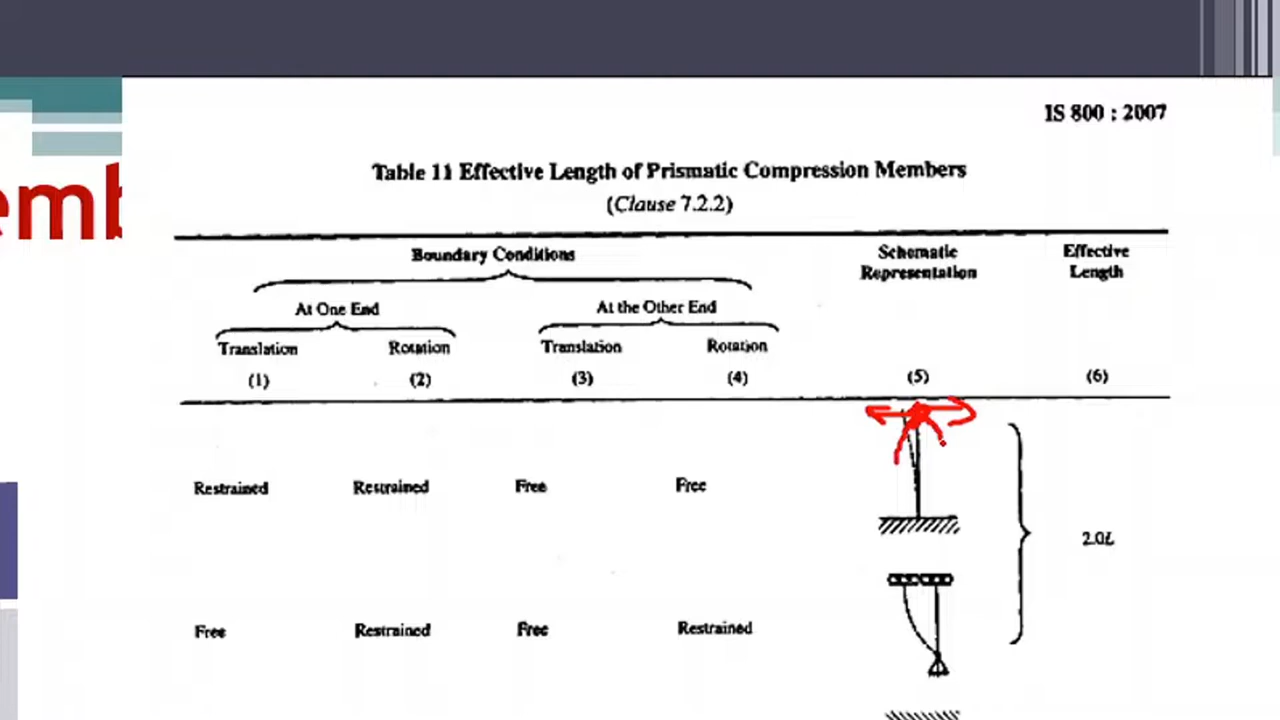 IS 800 : 2007
Table 11 Effective Length of Prismatic Compression Members
(Clause 7.2.2)
emb
Boundary Conditions
Schematic Representation
Effective Length
At One End
At the Other End
Translation
Rotation
Translation
Rotation
(1)
(2)
(3)
(4)
(5)
(6)
Restrained
Restrained
Free
Free
2.0L
Free
Restrained
Free
Restrained